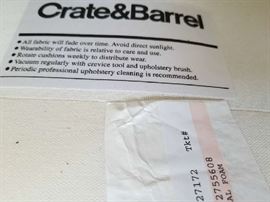 Crate&Barrel
• All fabric will fade over time. Avoid direct sunlight.
• Wearability of fabric is relative to care and use.
• Rotate cushions weekly to distribute wear.
• Vacuum regularly with crevice tool and upholstery brush.
• Periodic professional upholstery cleaning is recommended.
27172 Tkt#
2755608
AL FOAM